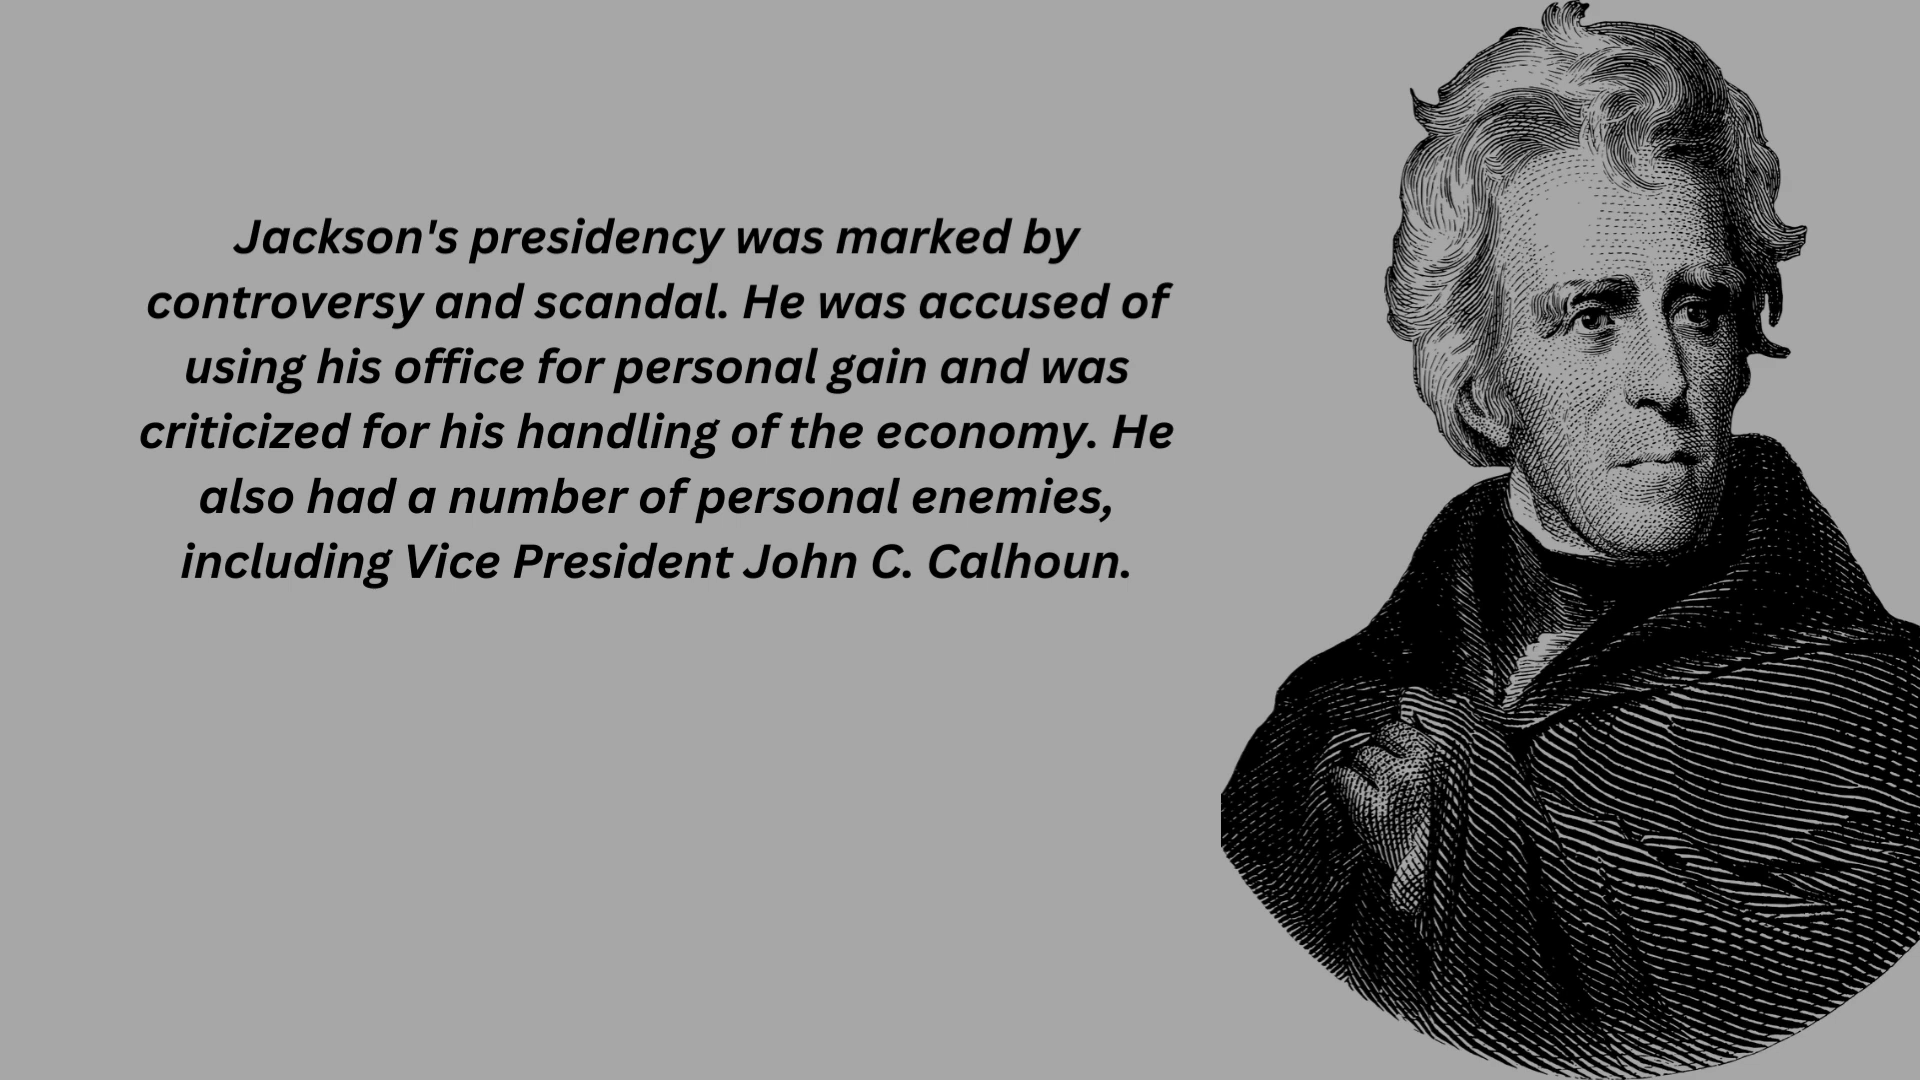 Jackson's presidency was marked by
controversy and scandal. He was accused of
using his office for personal gain and was
criticized for his handling of the economy. He
also had a number of personal enemies,
including Vice President John C. Calhoun.